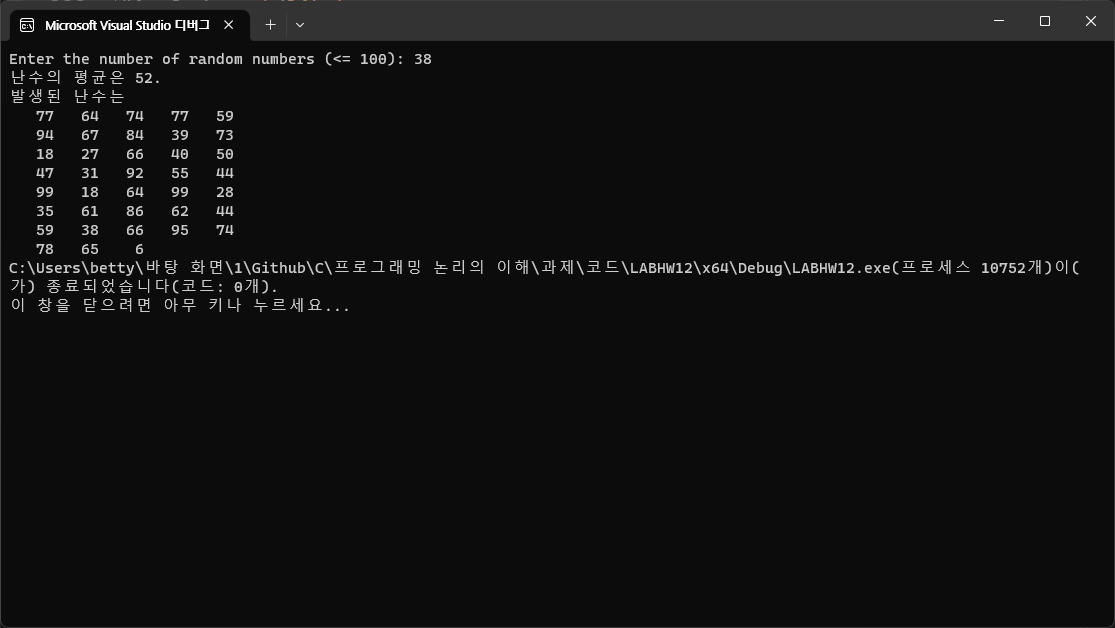 Microsoft Visual Studio 디버그
Enter the number of random numbers (<= 100): 38
난수의 평균은 52.
발생된 난수는
77 64 74 77 59
94 67 84 39 73
18 27 66 40 50
47 31 92 55 44
99 18 64 99 28
35 61 86 62 44
59 38 66 95 74
78 65 6
C:\Users\betty\바탕 화면\1\Github\C\프로그래밍 논리의 이해\과제\코드\LABHW12\x64\Debug\LABHW12.exe(프로세스 10752개)이(
가) 종료되었습니다(코드: 0개).
이 창을 닫으려면 아무 키나 누르세요...